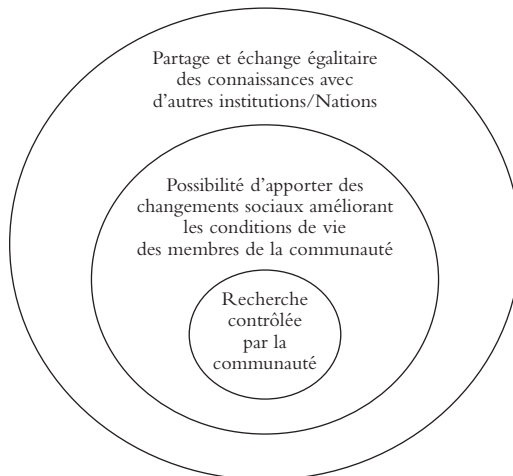 Partage et échange égalitaire
des connaissances avec
d'autres institutions/Nations
Possibilité d'apporter des
changements sociaux améliorant
les conditions de vie
des membres de la communauté
Recherche
contrôlée
par la
communauté